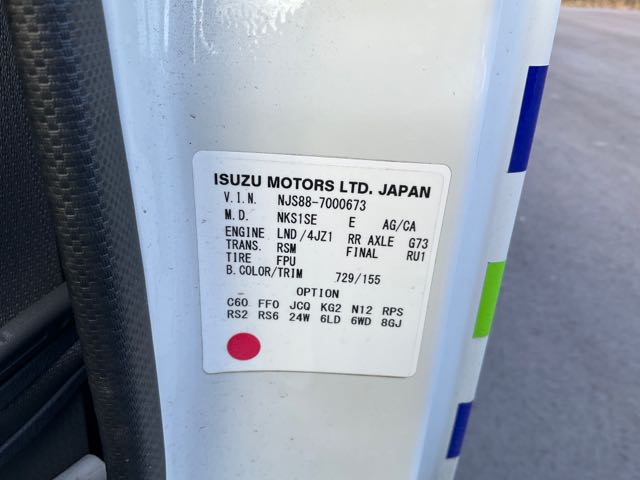 ISUZU MOTORS LTD. JAPAN
V.I.N. NJS88-7000673
M.D. NKS1SE E AG/CA
ENGINE LND/4JZ1 RR AXLE G73
TRANS. RSM FINAL RU1
TIRE FPU
B.COLOR/TRIM 729/155
OPTION
C60 FF0 JCQ KG2 N12 RPS
RS2 RS6 24W 6LD 6WD 8GJ